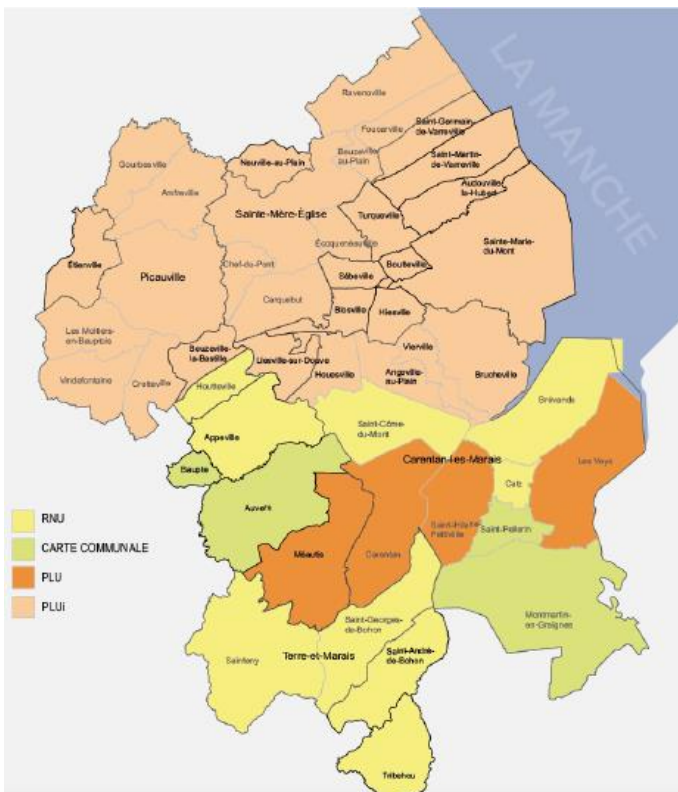 LA MANCHE
Ravenoville
Foucarville
Saint-Germain-
de-Varreville
Beuzeville
au-Plain
Saint-Martin-
de-Varreville
Neuville-au-Plain
Gourbesville
Amfreville
Audouville-
la-Hubert
Sainte-Mère-Église
Turqueville
Écoquenéauville
Sainte-Marie-
du-Mont
Étienville
Picauville
Chef-du-Pont
Sébeville
Boutteville
Carquebut
Blosville
Hiesville
Les Moitiers-
en-Bauptois
Vierville
Beuzeville-
la-Bastille
Liesville-sur-Douve
Houesville
Angoville-
au-Plain
Brucheville
Vindefontaine
Cretteville
Houtteville
Brévands
Saint-Côme-
du-Mont
Appeville
Carentan-les-Marais
Les Veys
Baupte
Catz
Auvers
Saint-Hilaire-
Petitville
Saint-Pellerin
Méautis
Carentan
RNU
CARTE COMMUNALE
PLU
PLUi
Montmartin-
en-Graignes
Saint-Georges-
de-Bohon
Sainteny
Terre-et-Marais
Saint-André-
de-Bohon
Tribehou